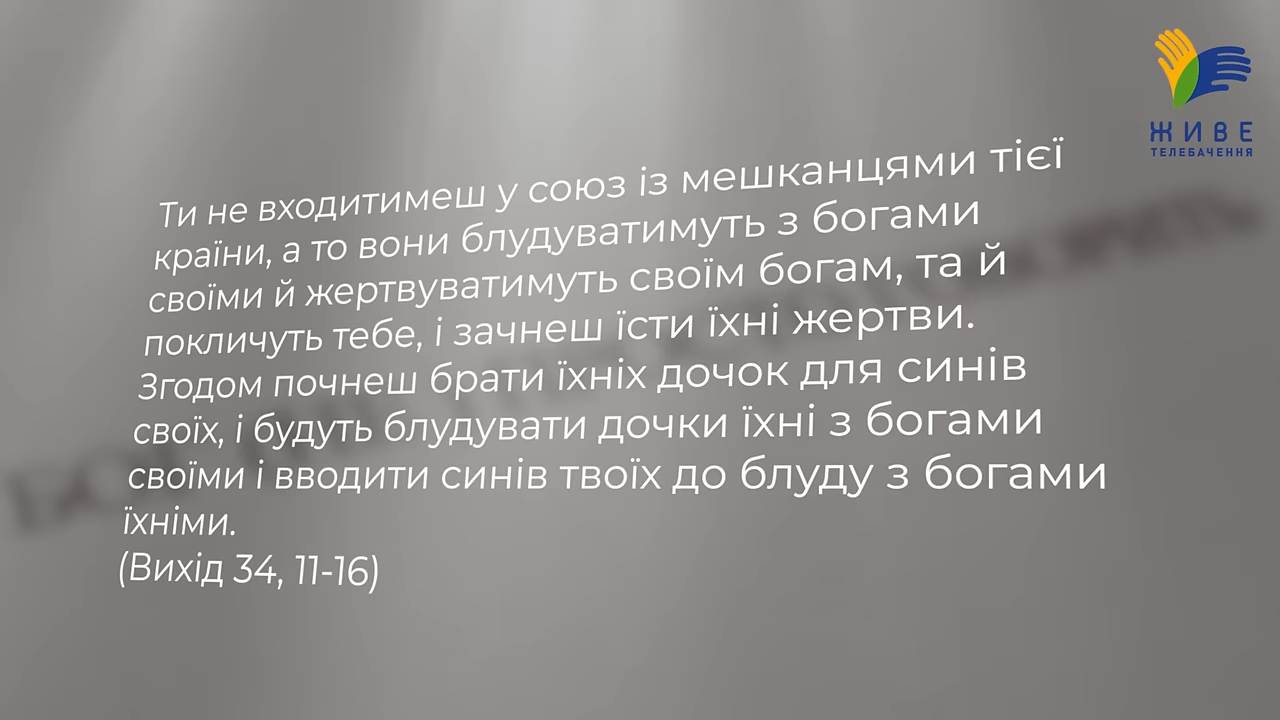 ЖИВЕ
ТЕЛЕБАЧЕННЯ
Ти не входитимеш у союз із мешканцями тієї
країни, а то вони блудуватимуть з богами
своїми й жертвуватимуть своїм богам, та й
покличуть тебе, і зачнеш їсти їхні жертви.
Згодом почнеш брати їхніх дочок для синів
своїх, і будуть блудувати дочки їхні з богами
своїми і вводити синів твоїх до блуду з богами
їхніми.
(Вихід 34, 11-16)